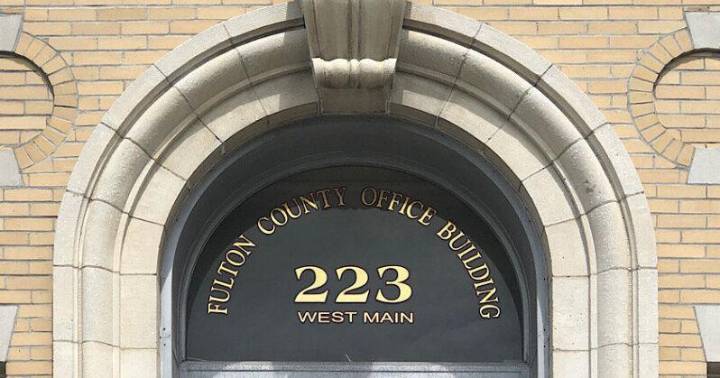 FULTON COUNTY OFFICE BUILDING
223
WEST MAIN